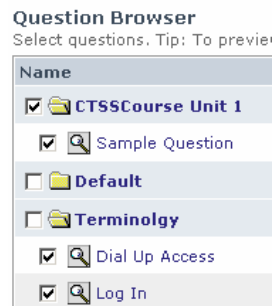 Question Browser
Select questions. Tip: To
Name
CTSSCourse Unit 1
Sample Question
Default
Terminolgy
Dial Up Access
Log In